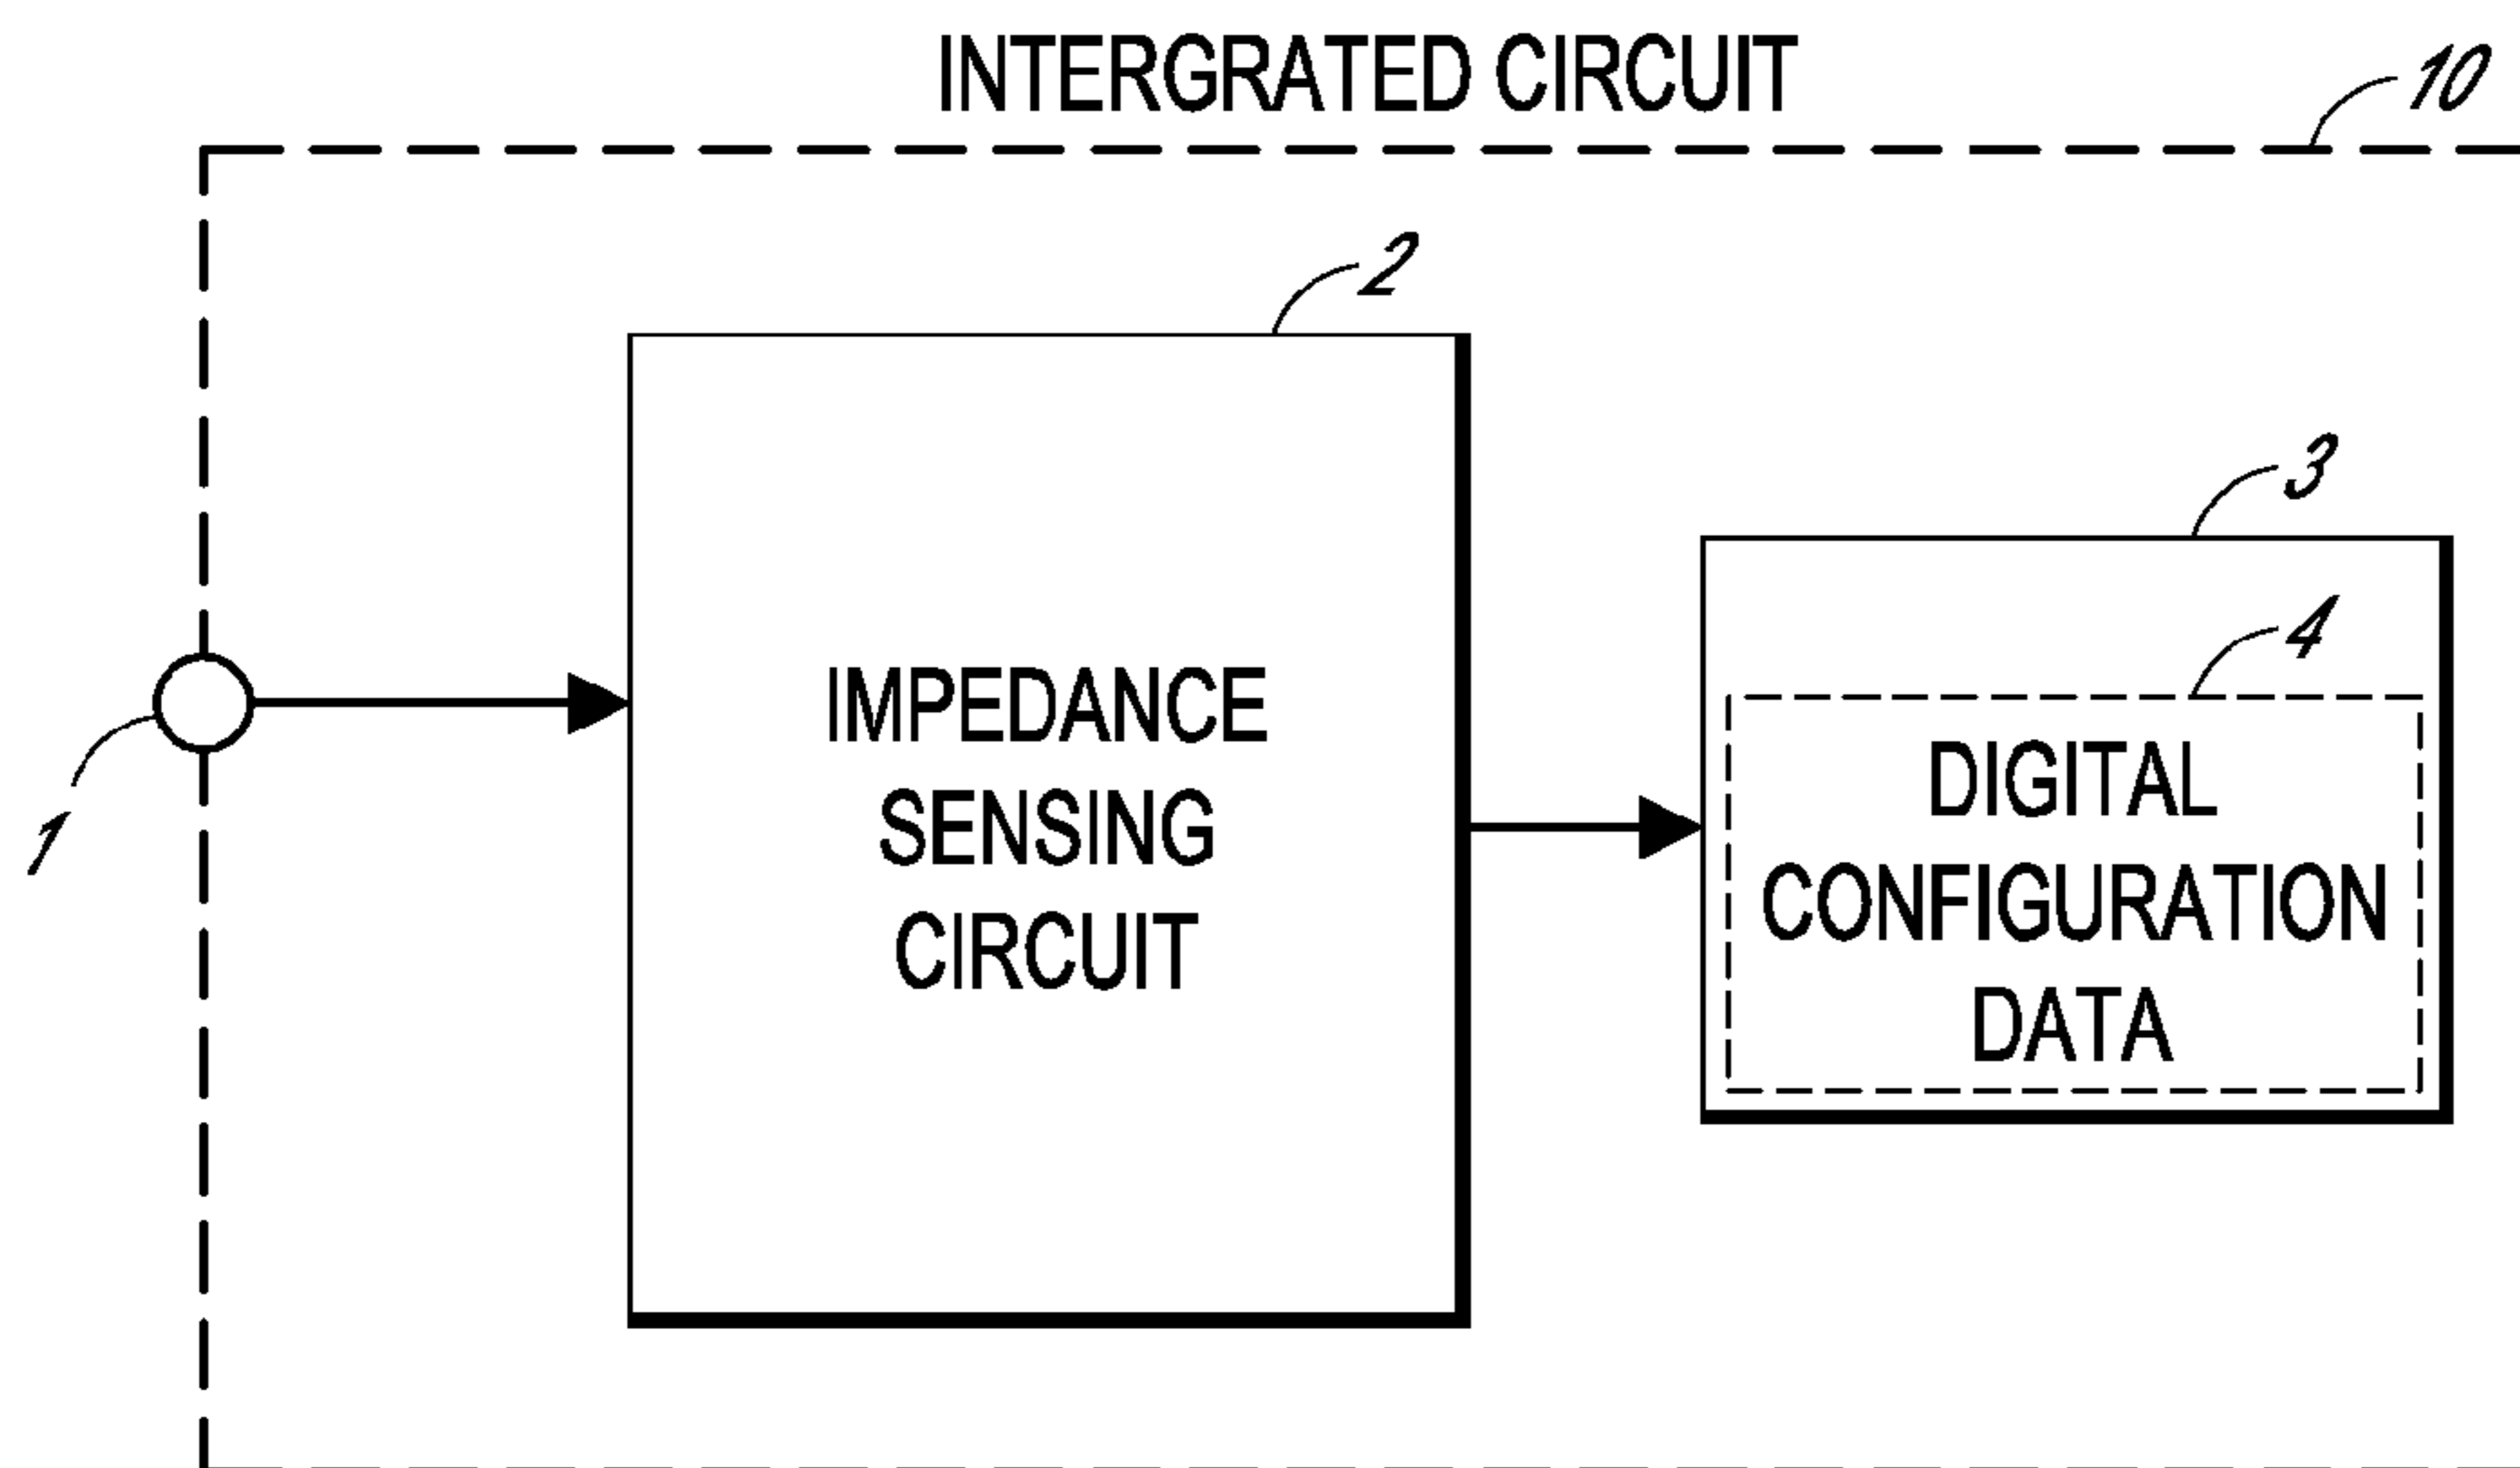 INTERGRATED CIRCUIT
10
2
3
4
1
IMPEDANCE
SENSING
CIRCUIT
DIGITAL
CONFIGURATION
DATA